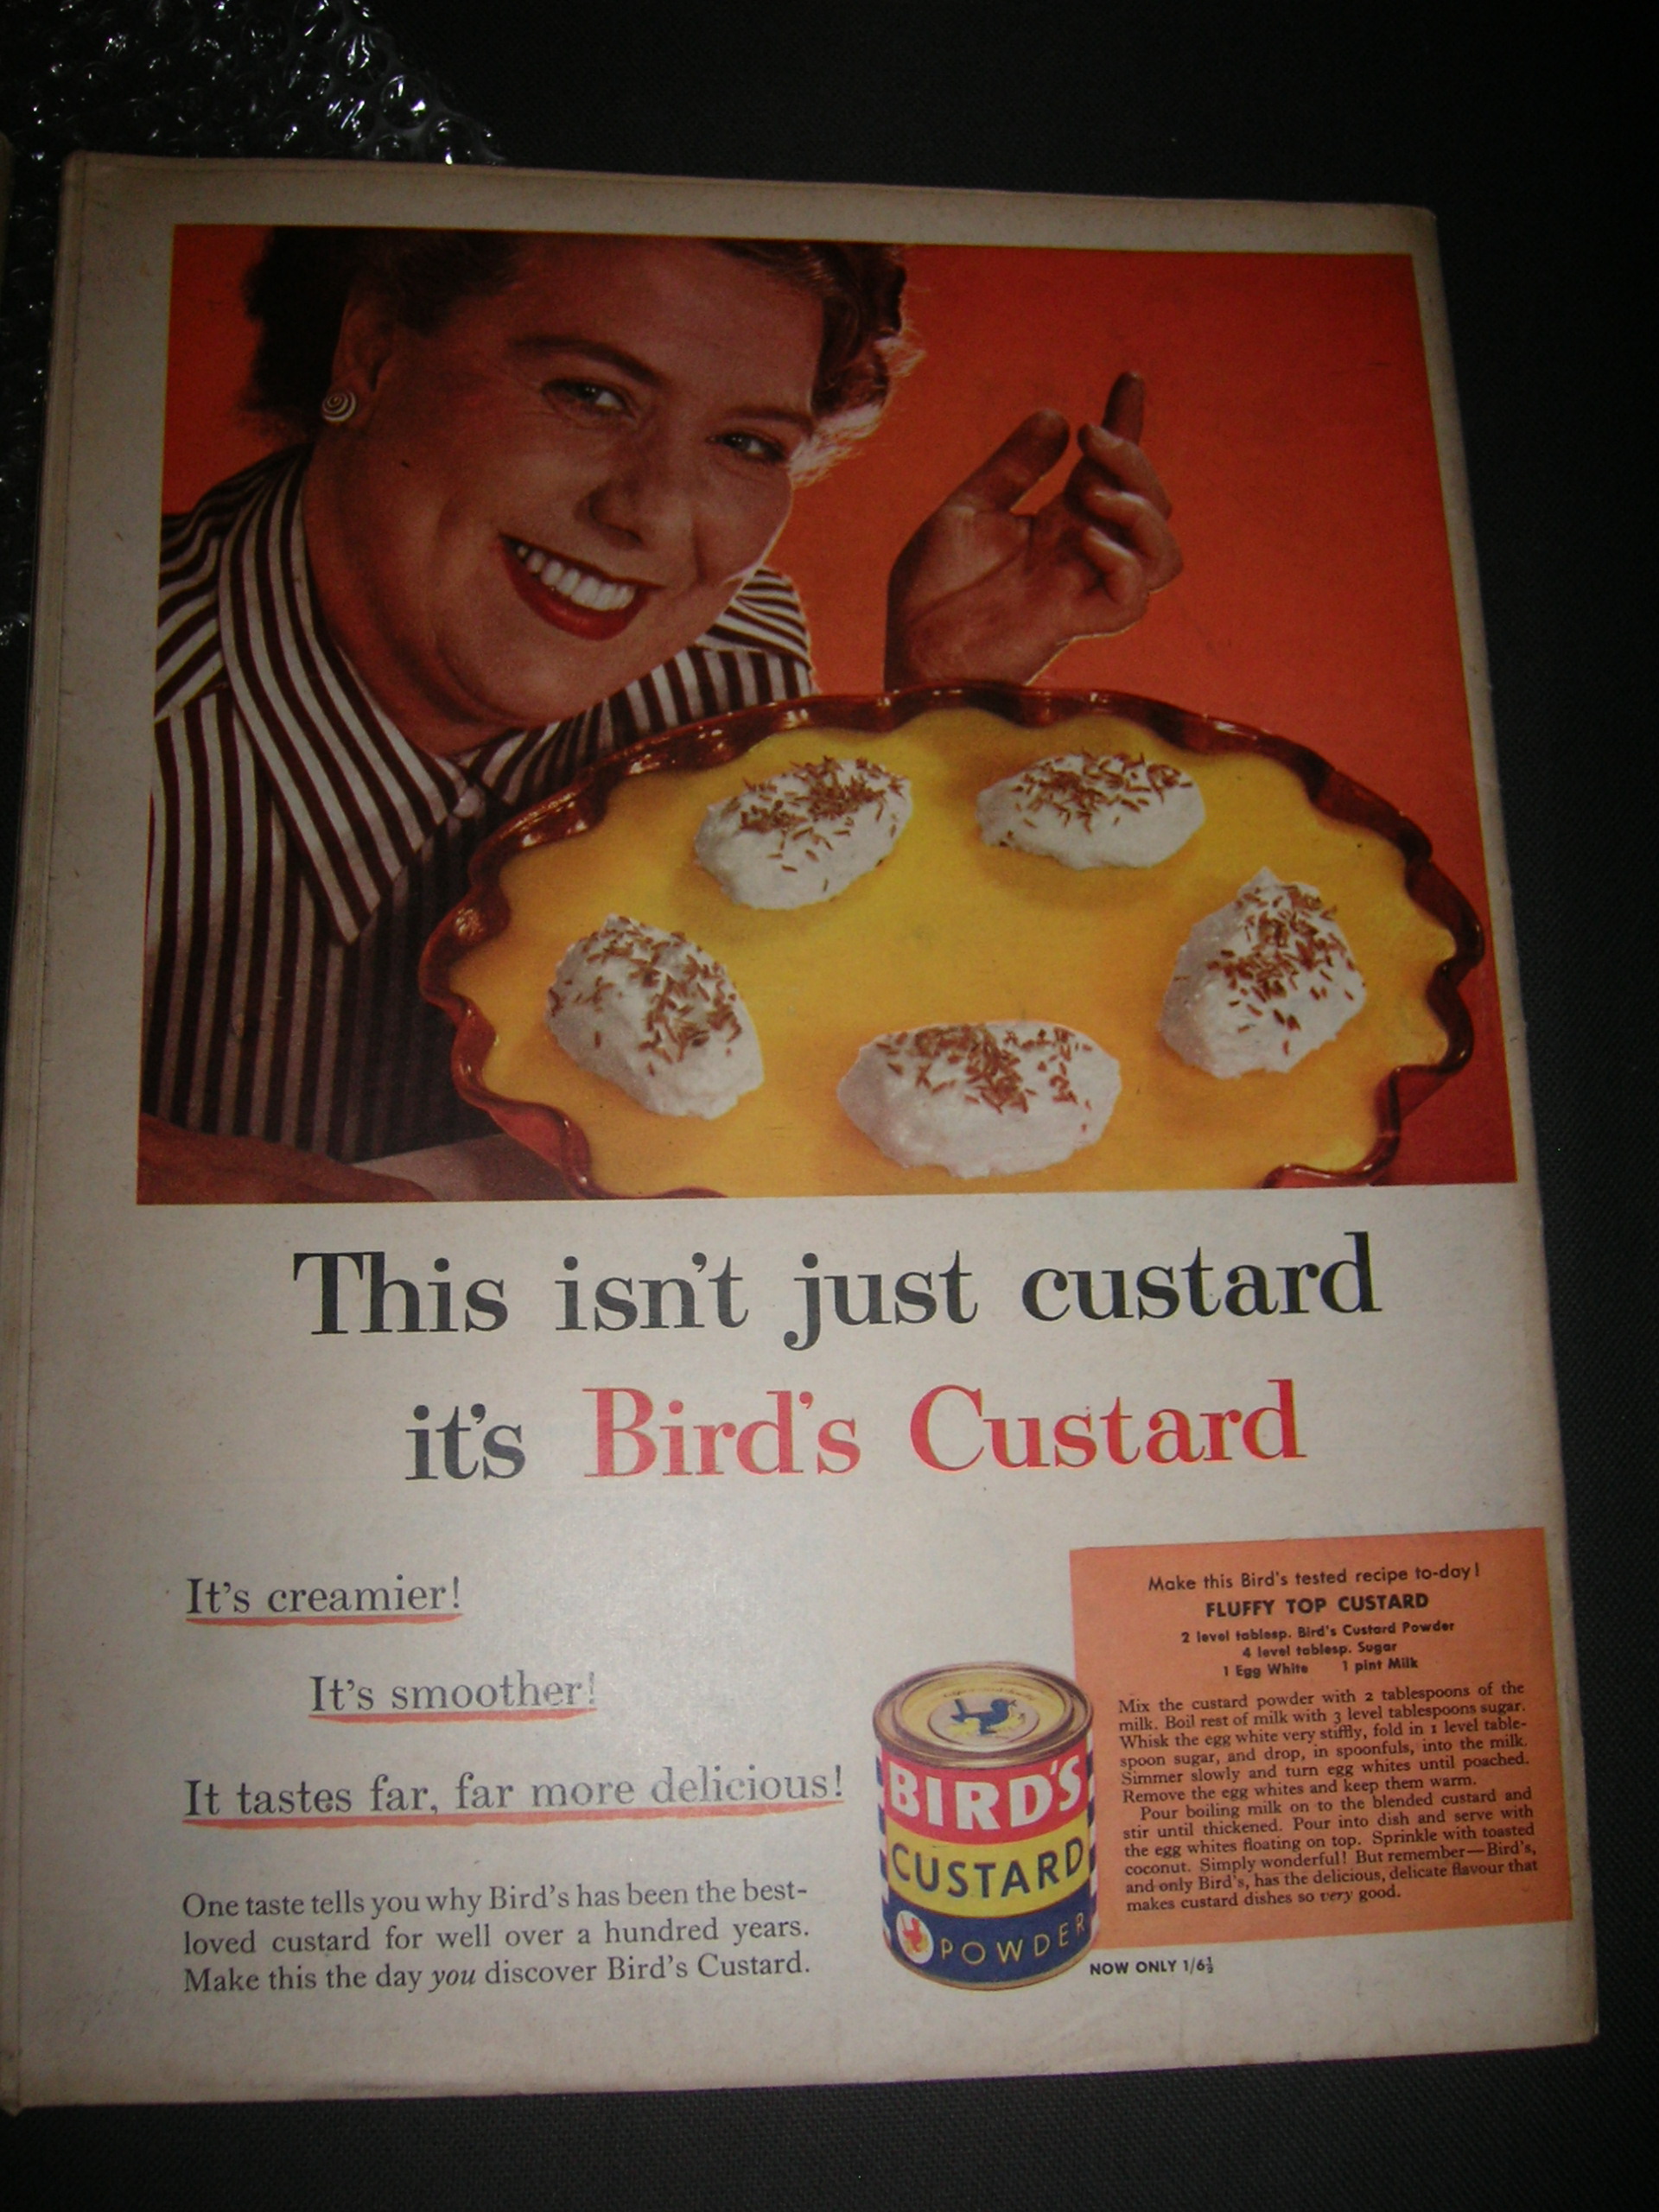 This isn't just custard
it's Bird's Custard
It's creamier!
It's smoother!
It tastes far, far more delicious!
One taste tells you why Bird's has been the best-
loved custard for well over a hundred years.
Make this the day you discover Bird's Custard.
BIRD'S
CUSTARD
POWDER
Make this Bird's tested recipe to-day!
FLUFFY TOP CUSTARD
2 level tablesp. Bird's Custard Powder
4 level tablesp. Sugar
1 Egg White 1 pint Milk
Mix the custard powder with 2 tablespoons of the
milk. Boil rest of milk with 3 level tablespoons sugar.
Whisk the egg white very stiffly, fold in 1 level table-
spoon sugar, and drop, in spoonfuls, into the milk.
Simmer slowly and turn egg whites until poached.
Remove the egg whites and keep them warm.
Pour boiling milk on to the blended custard and
stir until thickened. Pour into dish and serve with
the egg whites floating on top. Sprinkle with toasted
coconut. Simply wonderful! But remember—Bird's,
and only Bird's, has the delicious, delicate flavour that
makes custard dishes so very good.
NOW ONLY 1/6½